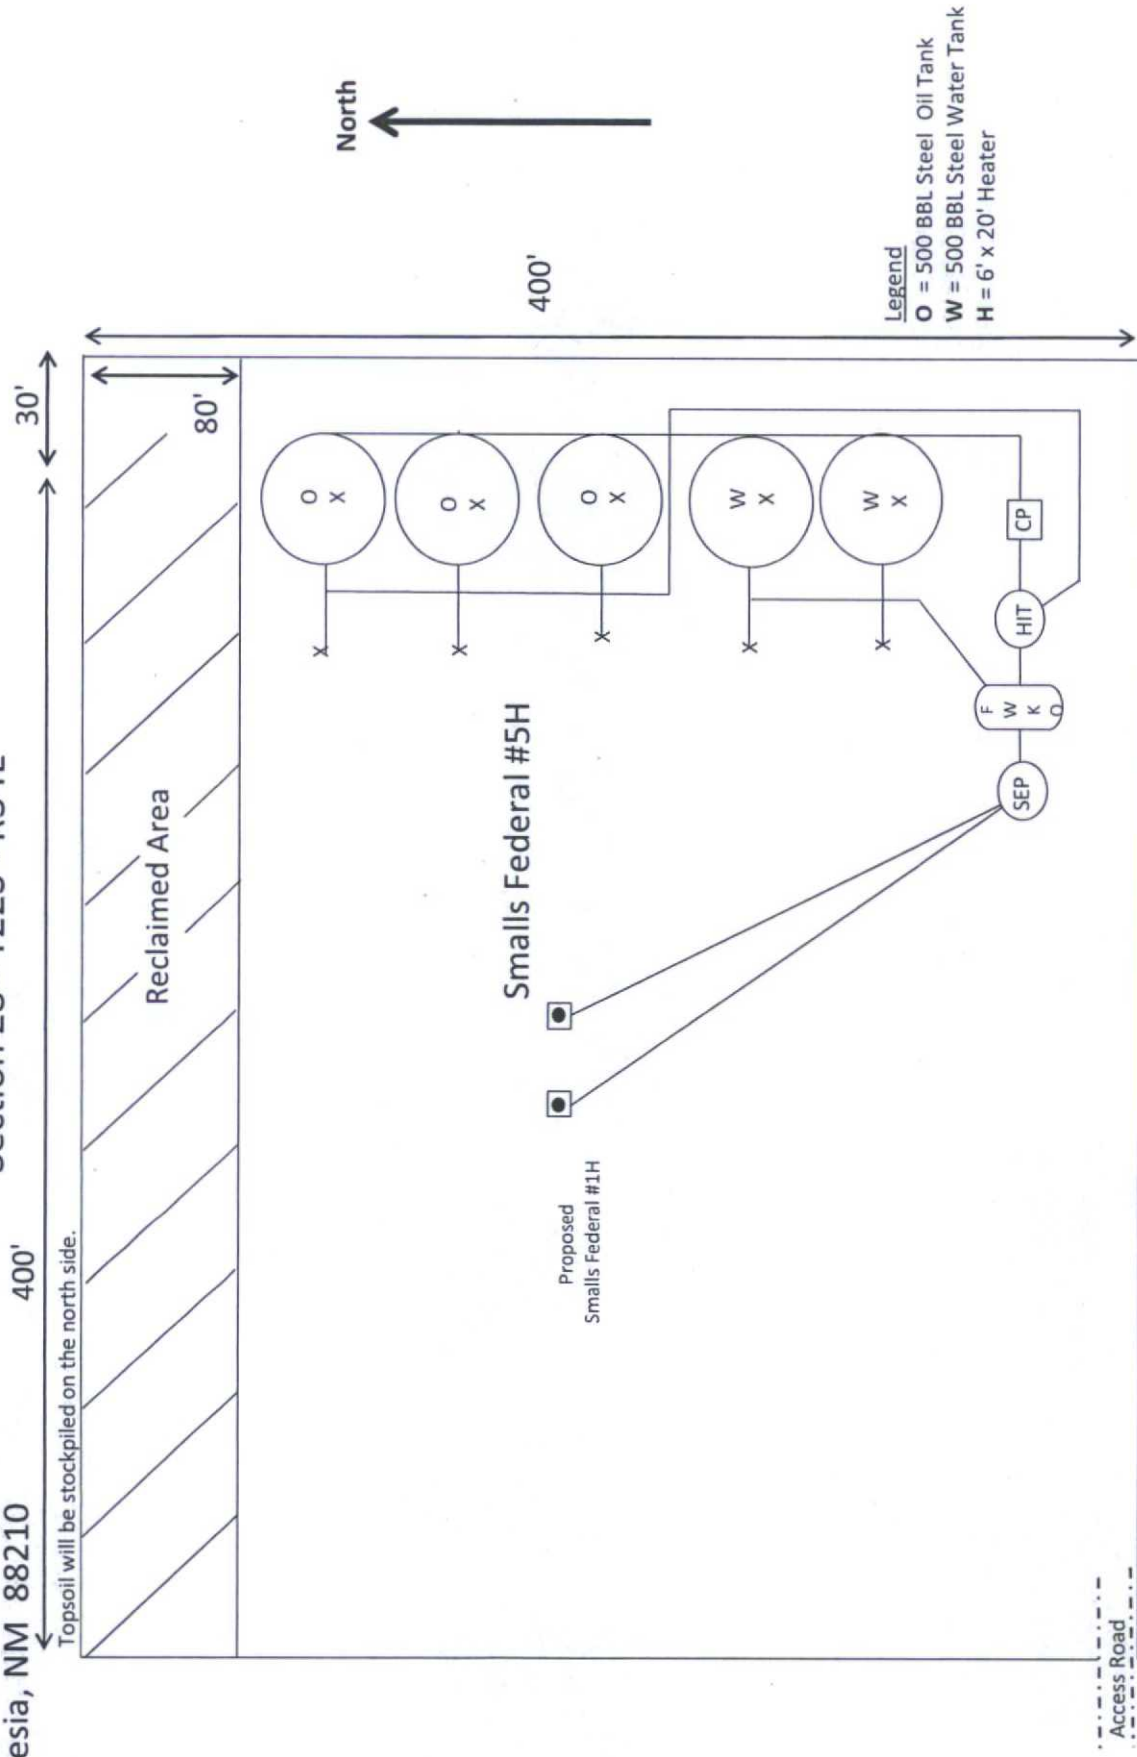 esia, NM 88210
400'
30'
Topsoil will be stockpiled on the north side.
Reclaimed Area
80'
North
O
X
X
O
X
X
O
X
X
W
X
X
W
X
X
Smalls Federal #5H
400'
Proposed
Smalls Federal #1H
Legend
O = 500 BBL Steel Oil Tank
W = 500 BBL Steel Water Tank
H = 6' x 20' Heater
SEP
F
W
K
O
HIT
CP
Access Road